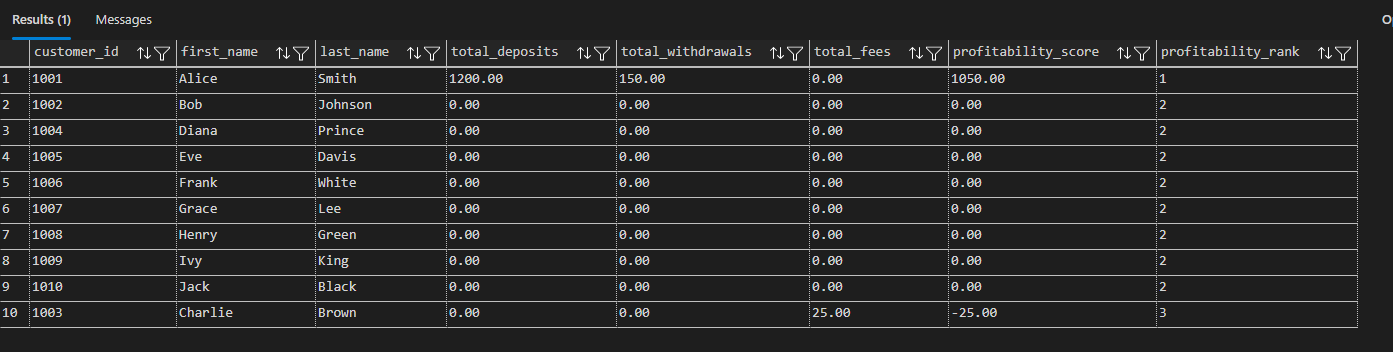 Results (1) Messages
customer_id first_name last_name total_deposits total_withdrawals total_fees profitability_score profitability_rank
1 1001 Alice Smith 1200.00 150.00 0.00 1050.00 1
2 1002 Bob Johnson 0.00 0.00 0.00 0.00 2
3 1004 Diana Prince 0.00 0.00 0.00 0.00 2
4 1005 Eve Davis 0.00 0.00 0.00 0.00 2
5 1006 Frank White 0.00 0.00 0.00 0.00 2
6 1007 Grace Lee 0.00 0.00 0.00 0.00 2
7 1008 Henry Green 0.00 0.00 0.00 0.00 2
8 1009 Ivy King 0.00 0.00 0.00 0.00 2
9 1010 Jack Black 0.00 0.00 0.00 0.00 2
10 1003 Charlie Brown 0.00 0.00 25.00 -25.00 3